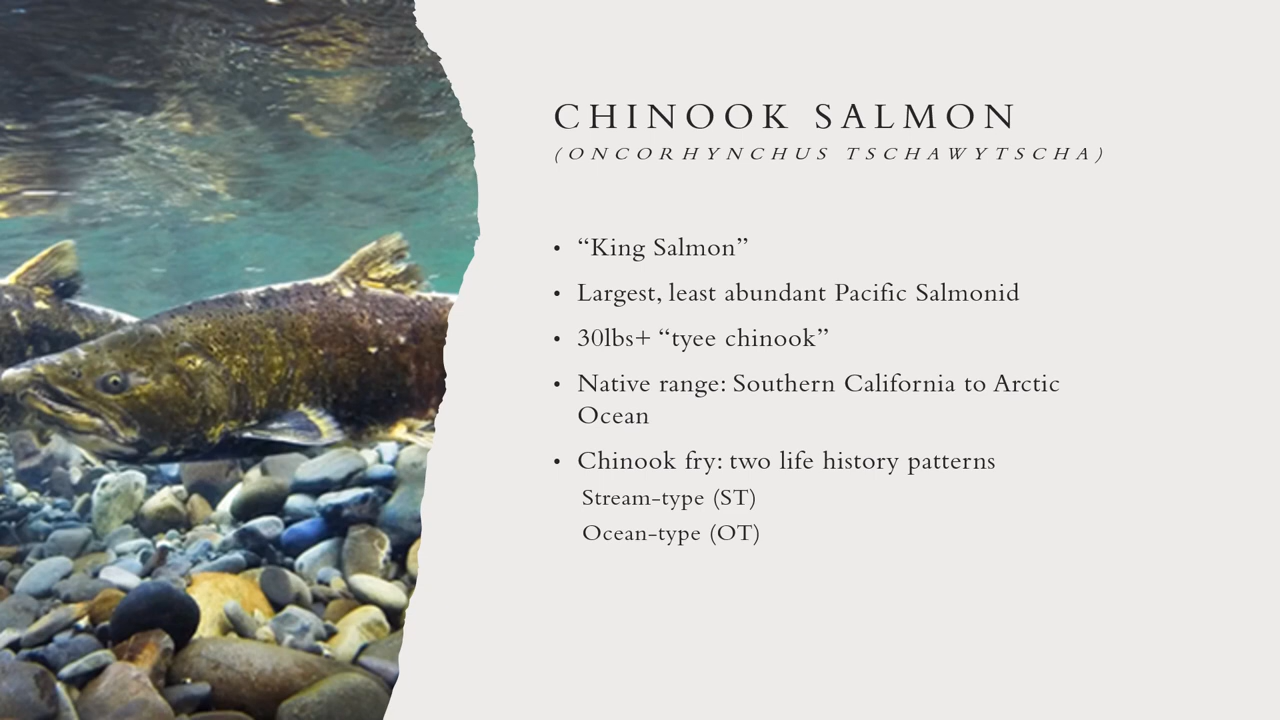 CHINOOK SALMON
(ONCORHYNCHUS TSCHAWYTSCHA)
• “King Salmon”
• Largest, least abundant Pacific Salmonid
• 30lbs+ “tyee chinook”
• Native range: Southern California to Arctic
Ocean
• Chinook fry: two life history patterns
Stream-type (ST)
Ocean-type (OT)